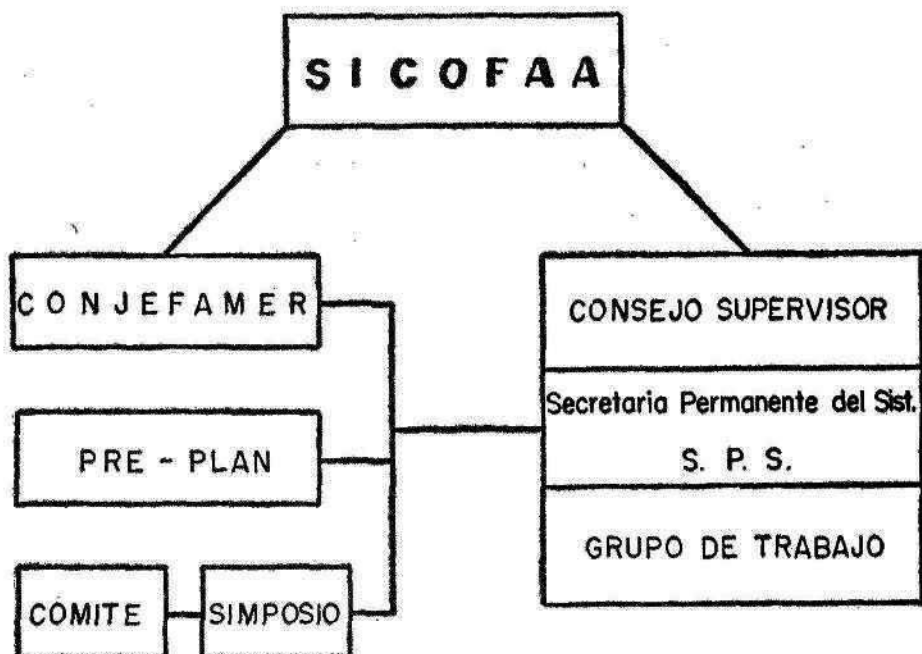 SICOFAA
CONJEFAMER
CONSEJO SUPERVISOR
Secretaria Permanente del Sist.
S. P. S.
PRE - PLAN
GRUPO DE TRABAJO
COMITE
SIMPOSIO